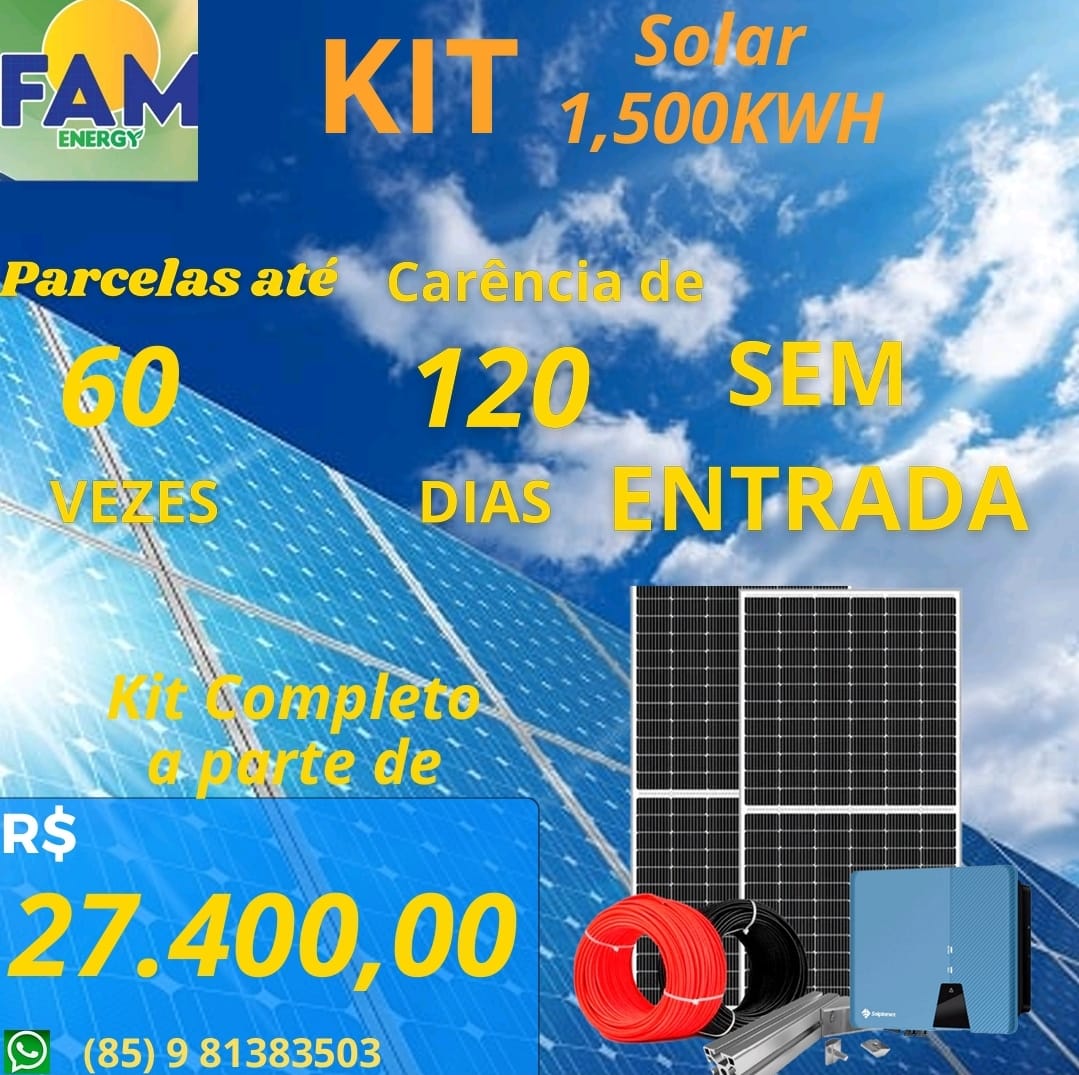 FAM
ENERGY
KIT
Solar
1,500KWH
Parcelas até
60
VEZES
Carência de
120
DIAS
SEM
ENTRADA
Kit Completo
a parte de
R$
27.400,00
(85) 9 81383503